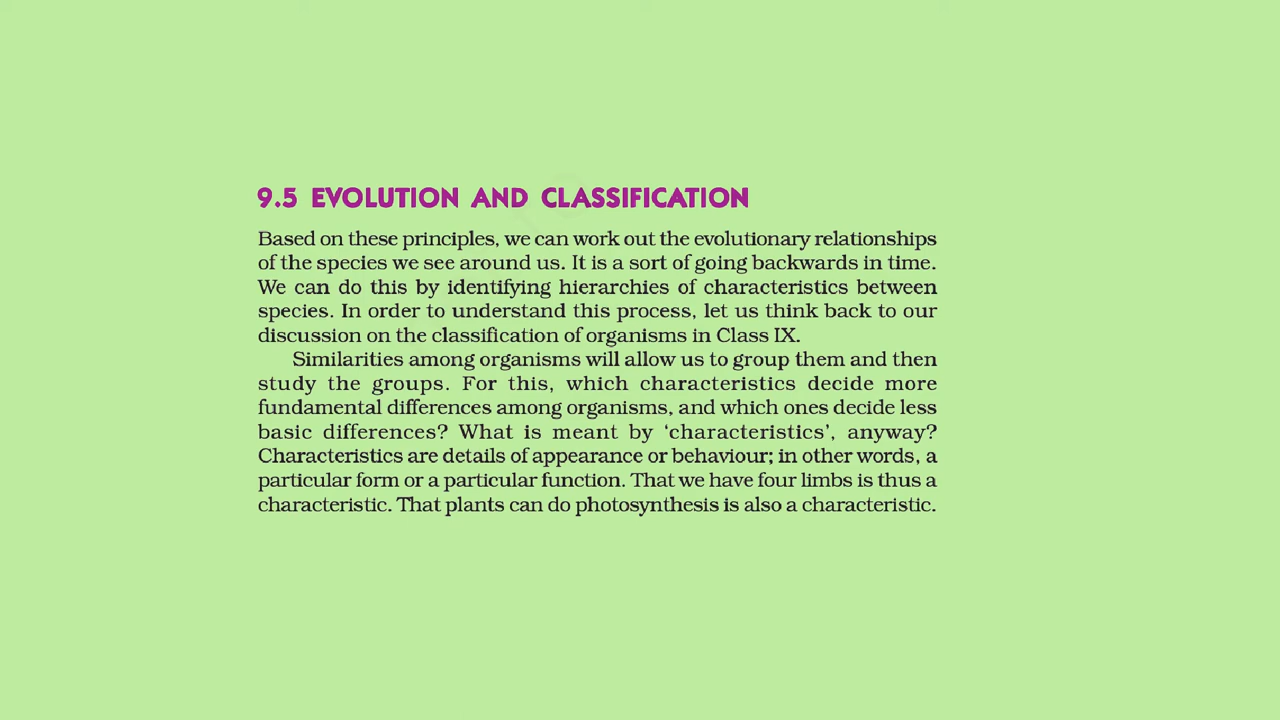 9.5 EVOLUTION AND CLASSIFICATION
Based on these principles, we can work out the evolutionary relationships
of the species we see around us. It is a sort of going backwards in time.
We can do this by identifying hierarchies of characteristics between
species. In order to understand this process, let us think back to our
discussion on the classification of organisms in Class IX.
Similarities among organisms will allow us to group them and then
study the groups. For this, which characteristics decide more
fundamental differences among organisms, and which ones decide less
basic differences? What is meant by ‘characteristics’, anyway?
Characteristics are details of appearance or behaviour; in other words, a
particular form or a particular function. That we have four limbs is thus a
characteristic. That plants can do photosynthesis is also a characteristic.